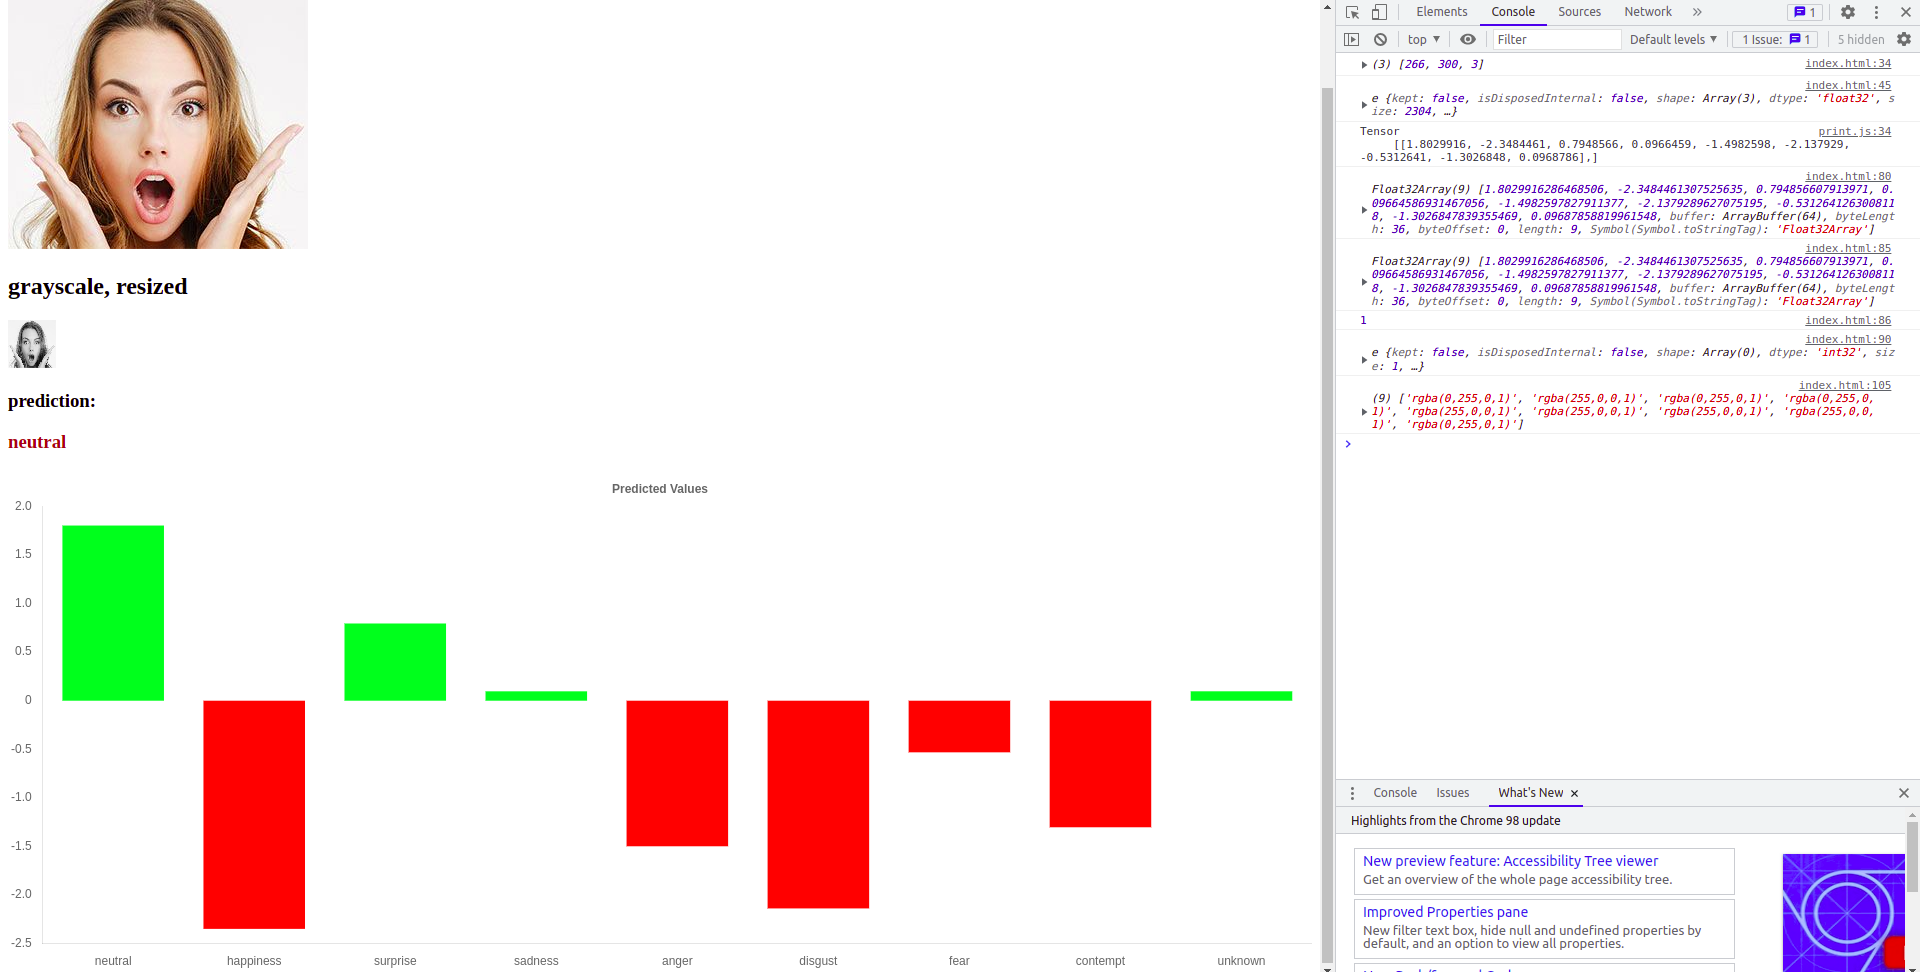 grayscale, resized
prediction:
neutral
Predicted Values
2.0
1.5
1.0
0.5
0
-0.5
-1.0
-1.5
-2.0
-2.5
neutral happiness surprise sadness anger disgust fear contempt unknown
Elements Console Sources Network » 1
top Filter Default levels 1 Issue: 1 5 hidden
(3) [266, 300, 3] index.html:34
index.html:45
e {kept: false, isDisposedInternal: false, shape: Array(3), dtype: 'float32', s
ize: 2304, …}
Tensor print.js:34
[[1.8029916, -2.3484461, 0.7948566, 0.0966459, -1.4982598, -2.137929,
-0.5312641, -1.3026848, 0.0968786],]
index.html:80
Float32Array(9) [1.8029916286468506, -2.3484461307525635, 0.794856607913971, 0.
09664586931467056, -1.4982597827911377, -2.1379289627075195, -0.531264126300811
8, -1.3026847839355469, 0.09687858819961548, buffer: ArrayBuffer(64), byteLengt
h: 36, byteOffset: 0, length: 9, Symbol(Symbol.toStringTag): 'Float32Array']
index.html:85
Float32Array(9) [1.8029916286468506, -2.3484461307525635, 0.794856607913971, 0.
09664586931467056, -1.4982597827911377, -2.1379289627075195, -0.531264126300811
8, -1.3026847839355469, 0.09687858819961548, buffer: ArrayBuffer(64), byteLengt
h: 36, byteOffset: 0, length: 9, Symbol(Symbol.toStringTag): 'Float32Array']
1 index.html:86
index.html:90
e {kept: false, isDisposedInternal: false, shape: Array(0), dtype: 'int32', siz
e: 1, …}
index.html:105
(9) ['rgba(0,255,0,1)', 'rgba(255,0,0,1)', 'rgba(0,255,0,1)', 'rgba(0,255,0,
1)', 'rgba(255,0,0,1)', 'rgba(255,0,0,1)', 'rgba(255,0,0,1)', 'rgba(255,0,0,
1)', 'rgba(0,255,0,1)']
Console Issues What's New
Highlights from the Chrome 98 update
New preview feature: Accessibility Tree viewer
Get an overview of the whole page accessibility tree.
Improved Properties pane
New filter text box, hide null and undefined properties by
default, and an option to view all properties.